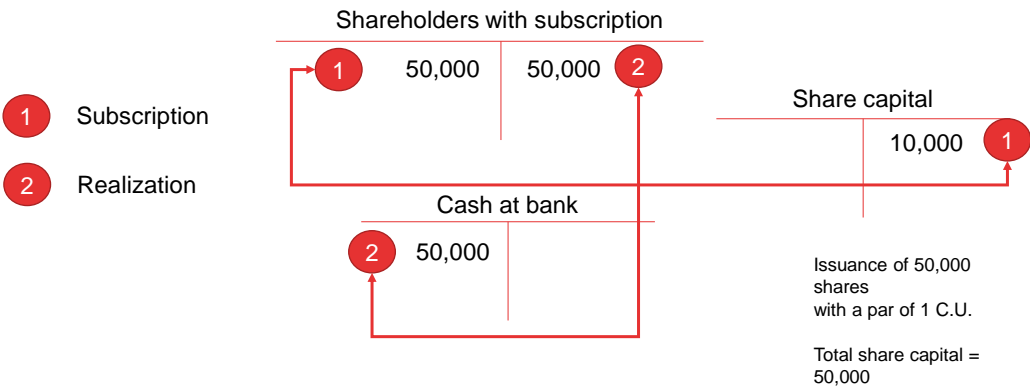 Shareholders with subscription
1 50,000 50,000 2
1 Subscription
Share capital
10,000 1
2 Realization
Cash at bank
2 50,000
Issuance of 50,000
shares
with a par of 1 C.U.
Total share capital =
50,000